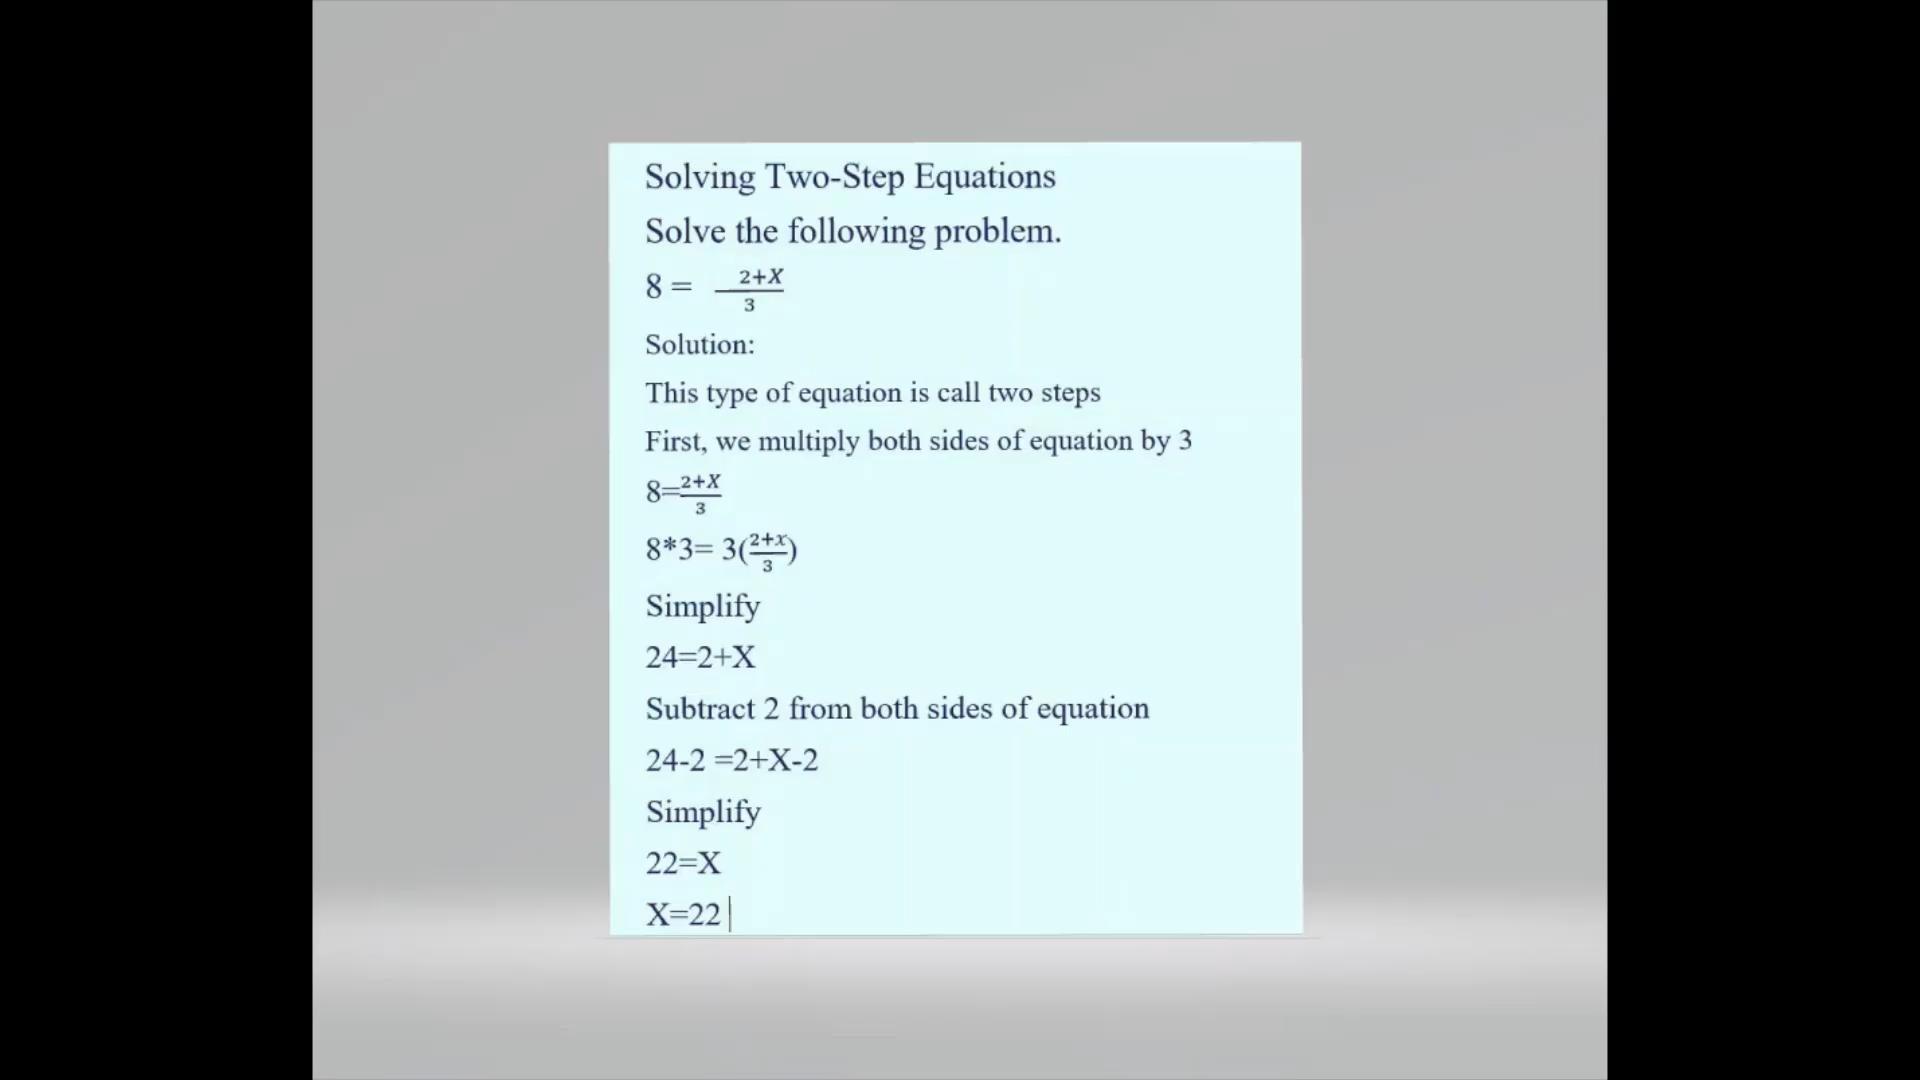 Solving Two-Step Equations
Solve the following problem.
8 = 2+X/3
Solution:
This type of equation is call two steps
First, we multiply both sides of equation by 3
8=2+X/3
8*3= 3(2+x/3)
Simplify
24=2+X
Subtract 2 from both sides of equation
24-2 =2+X-2
Simplify
22=X
X=22